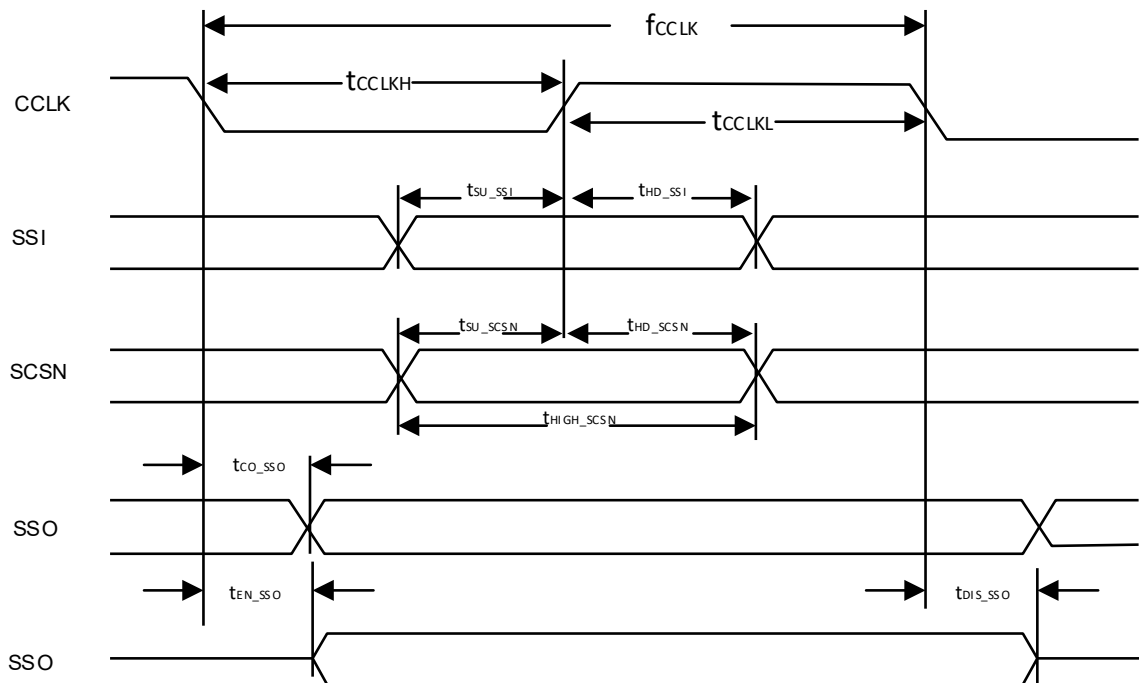 fCCLK
tCCLKH
CCLK
tCCLKL
tSU_SSI
tHD_SSI
SSI
tSU_SCSN
tHD_SCSN
SCSN
tHIGH_SCSN
tCO_SSO
SSO
tEN_SSO
tDIS_SSO
SSO